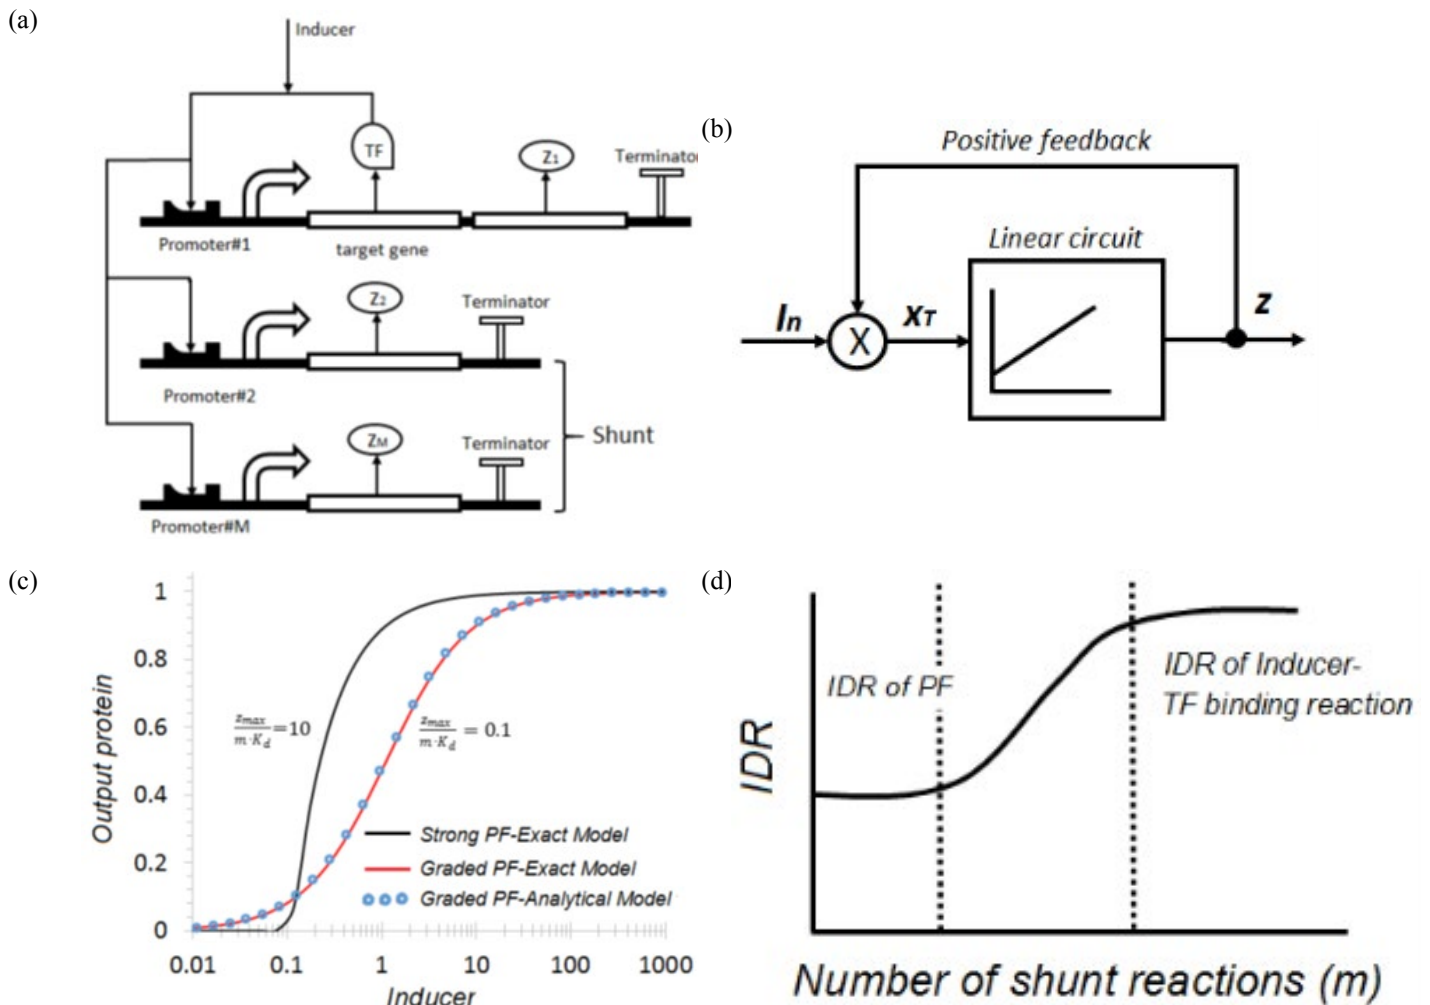 (a)
Inducer
TF
Z1
Terminator
Promoter#1
target gene
Z2
Terminator
Promoter#2
ZM
Terminator
Shunt
Promoter#M
(b)
Positive feedback
Linear circuit
In
X
xT
z
(c)
Output protein
1
0.8
0.6
0.4
0.2
0
zmax/m·Kd=10
zmax/m·Kd = 0.1
Strong PF-Exact Model
Graded PF-Exact Model
Graded PF-Analytical Model
0.01 0.1 1 10 100 1000
Inducer
(d)
IDR
IDR of PF
IDR of Inducer-
TF binding reaction
Number of shunt reactions (m)